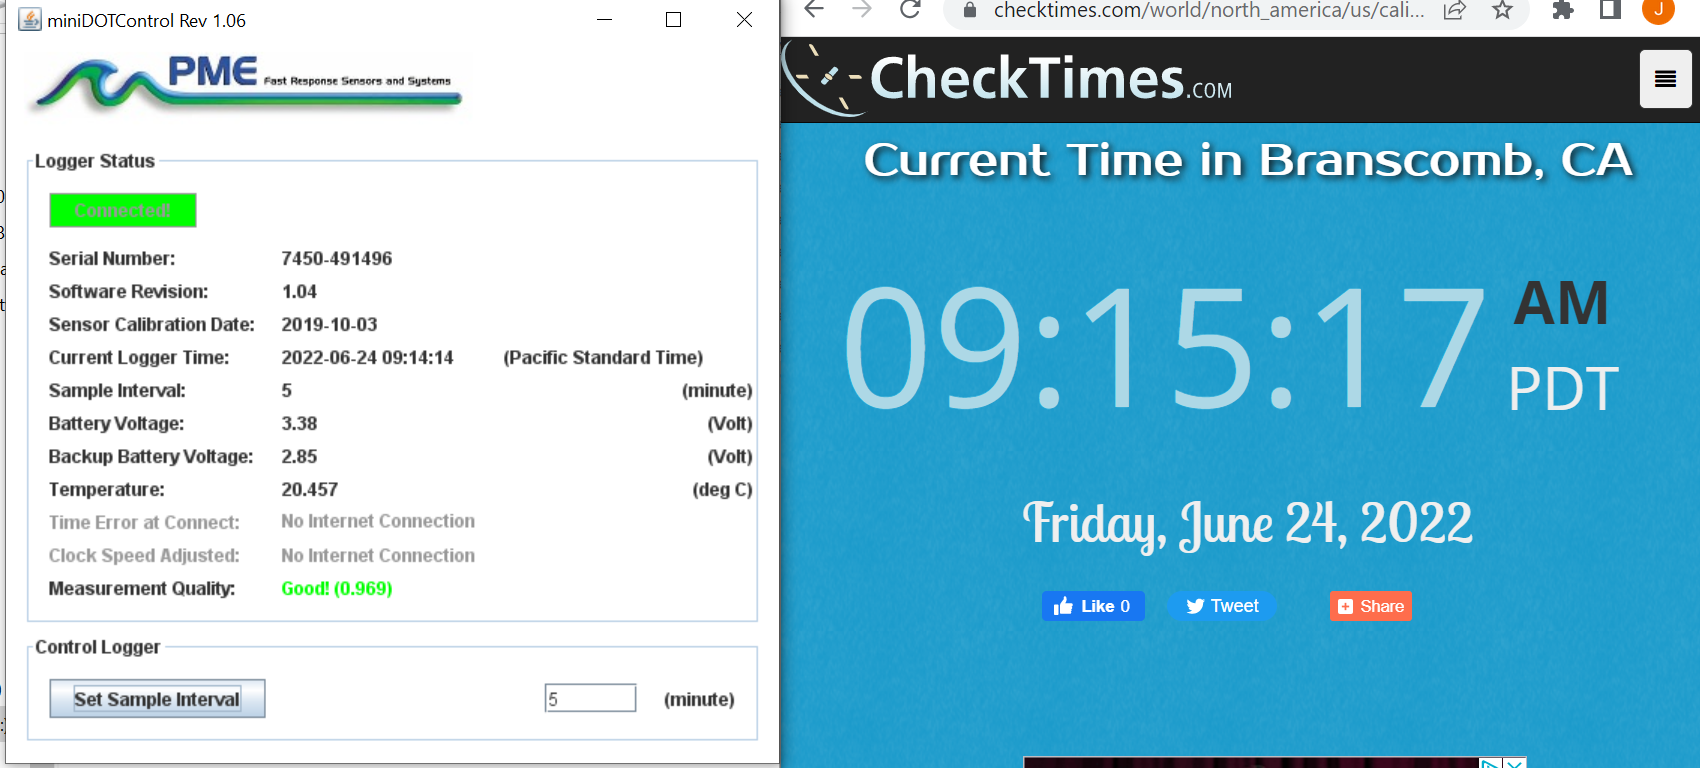 miniDOTControl Rev 1.06
PME Fast Response Sensors and Systems
Logger Status
Connected!
Serial Number: 7450-491496
Software Revision: 1.04
Sensor Calibration Date: 2019-10-03
Current Logger Time: 2022-06-24 09:14:14 (Pacific Standard Time)
Sample Interval: 5 (minute)
Battery Voltage: 3.38 (Volt)
Backup Battery Voltage: 2.85 (Volt)
Temperature: 20.457 (deg C)
Time Error at Connect: No Internet Connection
Clock Speed Adjusted: No Internet Connection
Measurement Quality: Good! (0.969)
Control Logger
Set Sample Interval 5 (minute)
checktimes.com/world/north_america/us/cali...
J
CheckTimes.COM
Current Time in Branscomb, CA
09:15:17 AM
PDT
Friday, June 24, 2022
Like 0 Tweet Share